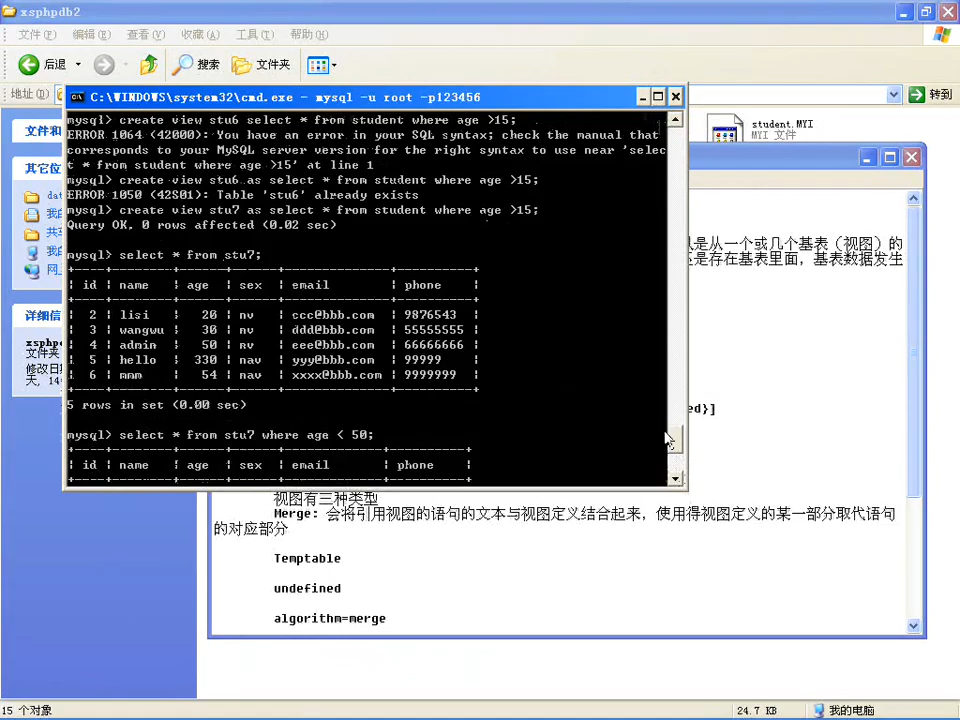 xsphpdb2
文件(F) 编辑(E) 查看(V) 收藏(A) 工具(T) 帮助(H)
后退 搜索 文件夹
地址(D) 转到
C:\WINDOWS\system32\cmd.exe - mysql -u root -p123456
mysql> create view stu6 select * from student where age >15;
ERROR 1064 (42000): You have an error in your SQL syntax; check the manual that
corresponds to your MySQL server version for the right syntax to use near 'selec
t * from student where age >15' at line 1
mysql> create view stu6 as select * from student where age >15;
ERROR 1050 (42S01): Table 'stu6' already exists
mysql> create view stu7 as select * from student where age >15;
Query OK, 0 rows affected (0.02 sec)
mysql> select * from stu7;
+----+--------+------+------+--------------+----------+
| id | name | age | sex | email | phone |
+----+--------+------+------+--------------+----------+
| 2 | lisi | 20 | nv | ccc@bbb.com | 9876543 |
| 3 | wangwu | 30 | nv | ddd@bbb.com | 55555555 |
| 4 | admin | 50 | nv | eee@bbb.com | 66666666 |
| 5 | hello | 330 | nav | yyy@bbb.com | 99999 |
| 6 | mmm | 54 | nav | xxxx@bbb.com | 9999999 |
+----+--------+------+------+--------------+----------+
5 rows in set (0.00 sec)
mysql> select * from stu7 where age < 50;
+----+--------+------+------+-------------+----------+
| id | name | age | sex | email | phone |
+----+--------+------+------+-------------+----------+
文件和
其它位
dat
我的
共享
我的
网上
详细信
xsphp
文件夹
修改日
天, 14
student.MYI
MYI 文件
是从一个或几个基表（视图）的
是存在基表里面，基表数据发生
ed}]
视图有三种类型
Merge: 会将引用视图的语句的文本与视图定义结合起来，使用得视图定义的某一部分取代语句
的对应部分
Temptable
undefined
algorithm=merge
15 个对象 24.7 KB 我的电脑